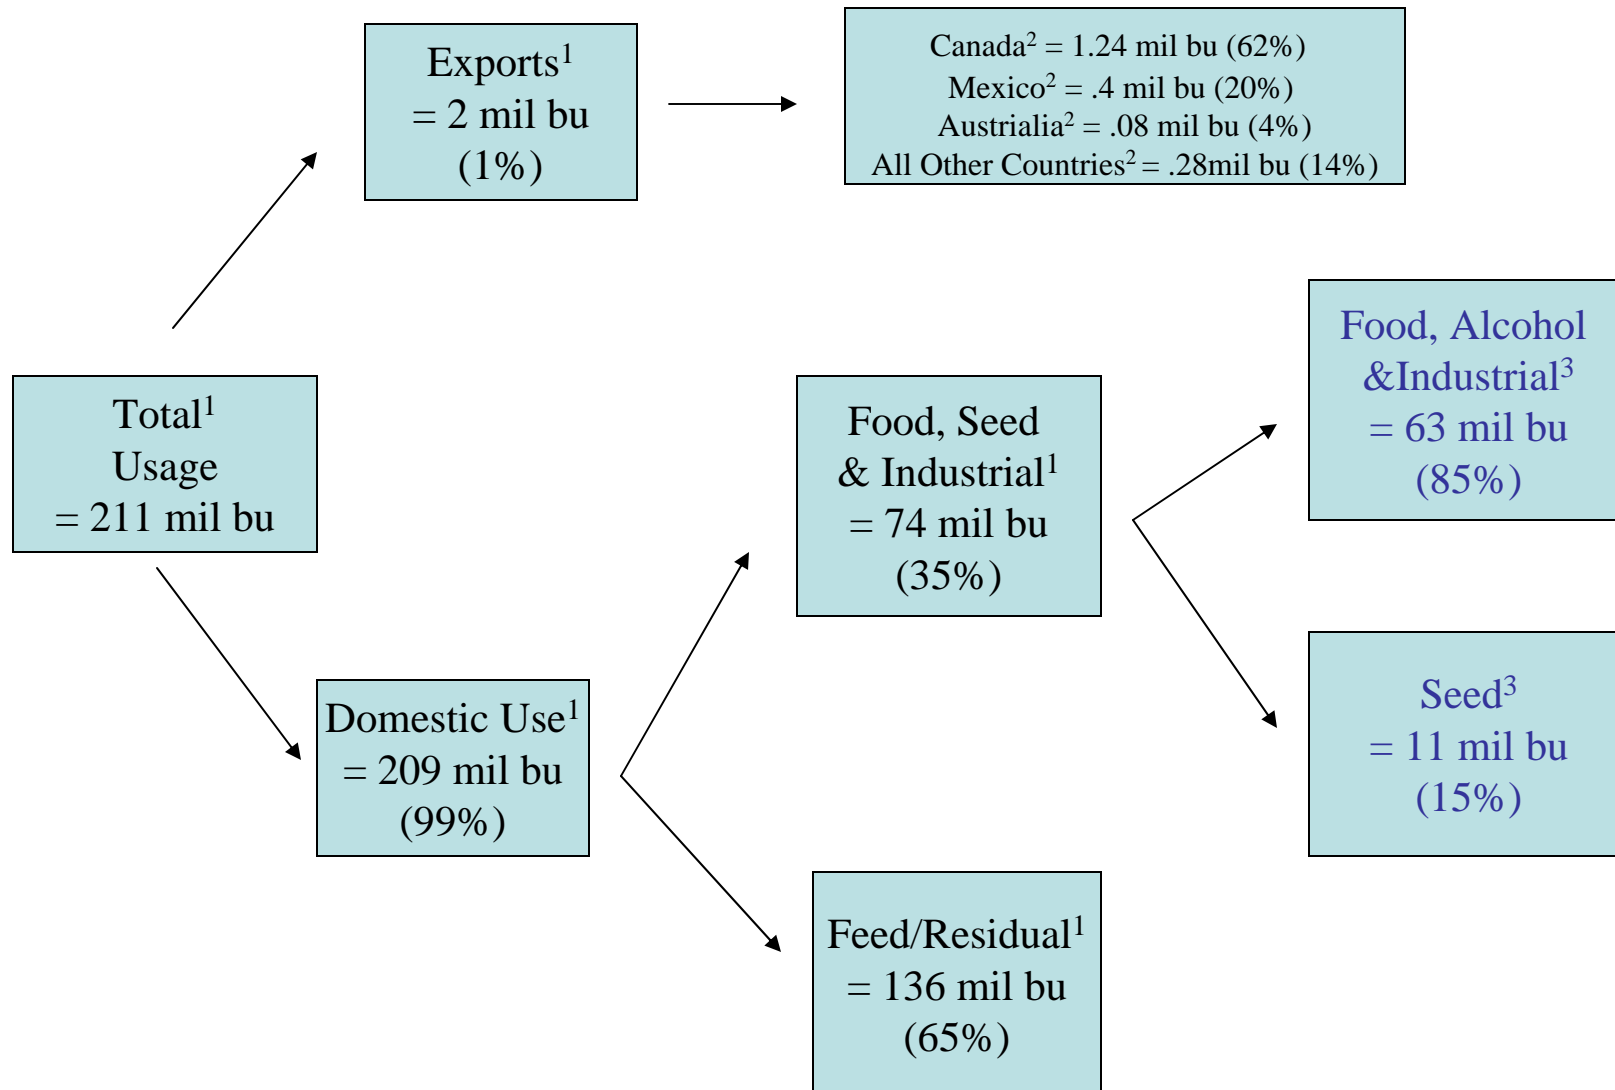 Exports¹
= 2 mil bu
(1%)
Canada² = 1.24 mil bu (62%)
Mexico² = .4 mil bu (20%)
Austrialia² = .08 mil bu (4%)
All Other Countries² = .28mil bu (14%)
Total¹
Usage
= 211 mil bu
Domestic Use¹
= 209 mil bu
(99%)
Food, Seed
& Industrial¹
= 74 mil bu
(35%)
Feed/Residual¹
= 136 mil bu
(65%)
Food, Alcohol
&Industrial³
= 63 mil bu
(85%)
Seed³
= 11 mil bu
(15%)